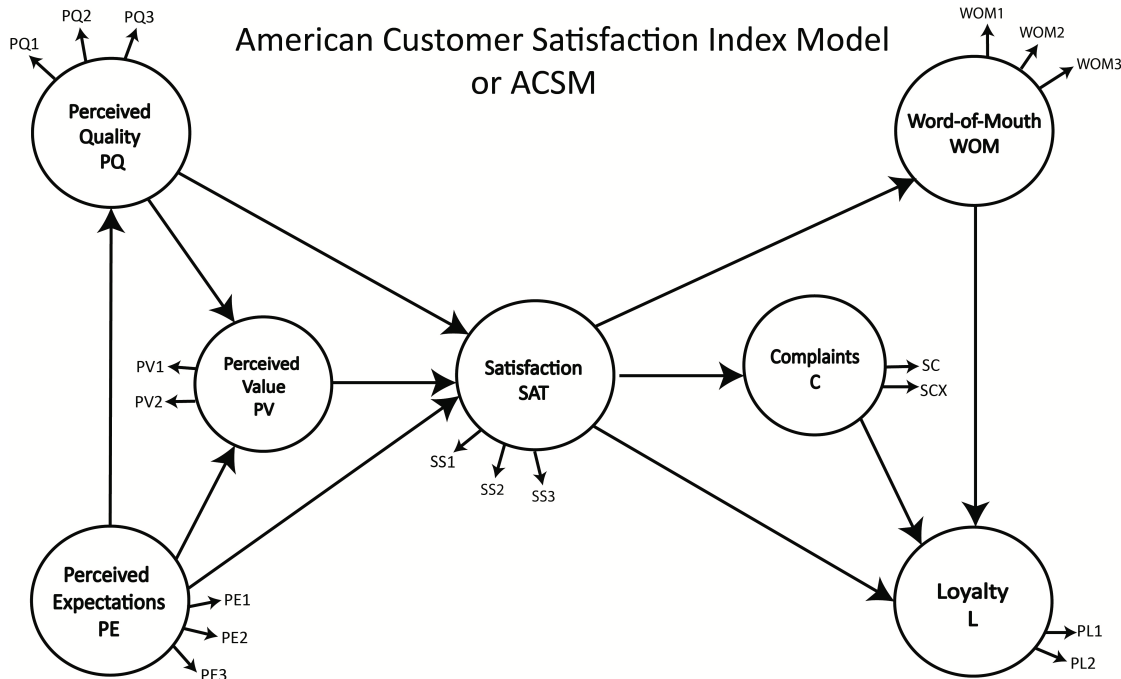 American Customer Satisfaction Index Model
or ACSM
PQ1
PQ2
PQ3
Perceived
Quality
PQ
WOM1
WOM2
WOM3
Word-of-Mouth
WOM
PV1
PV2
Perceived
Value
PV
Satisfaction
SAT
SS1
SS2
SS3
Complaints
C
SC
SCX
Perceived
Expectations
PE
PE1
PE2
PE3
Loyalty
L
PL1
PL2